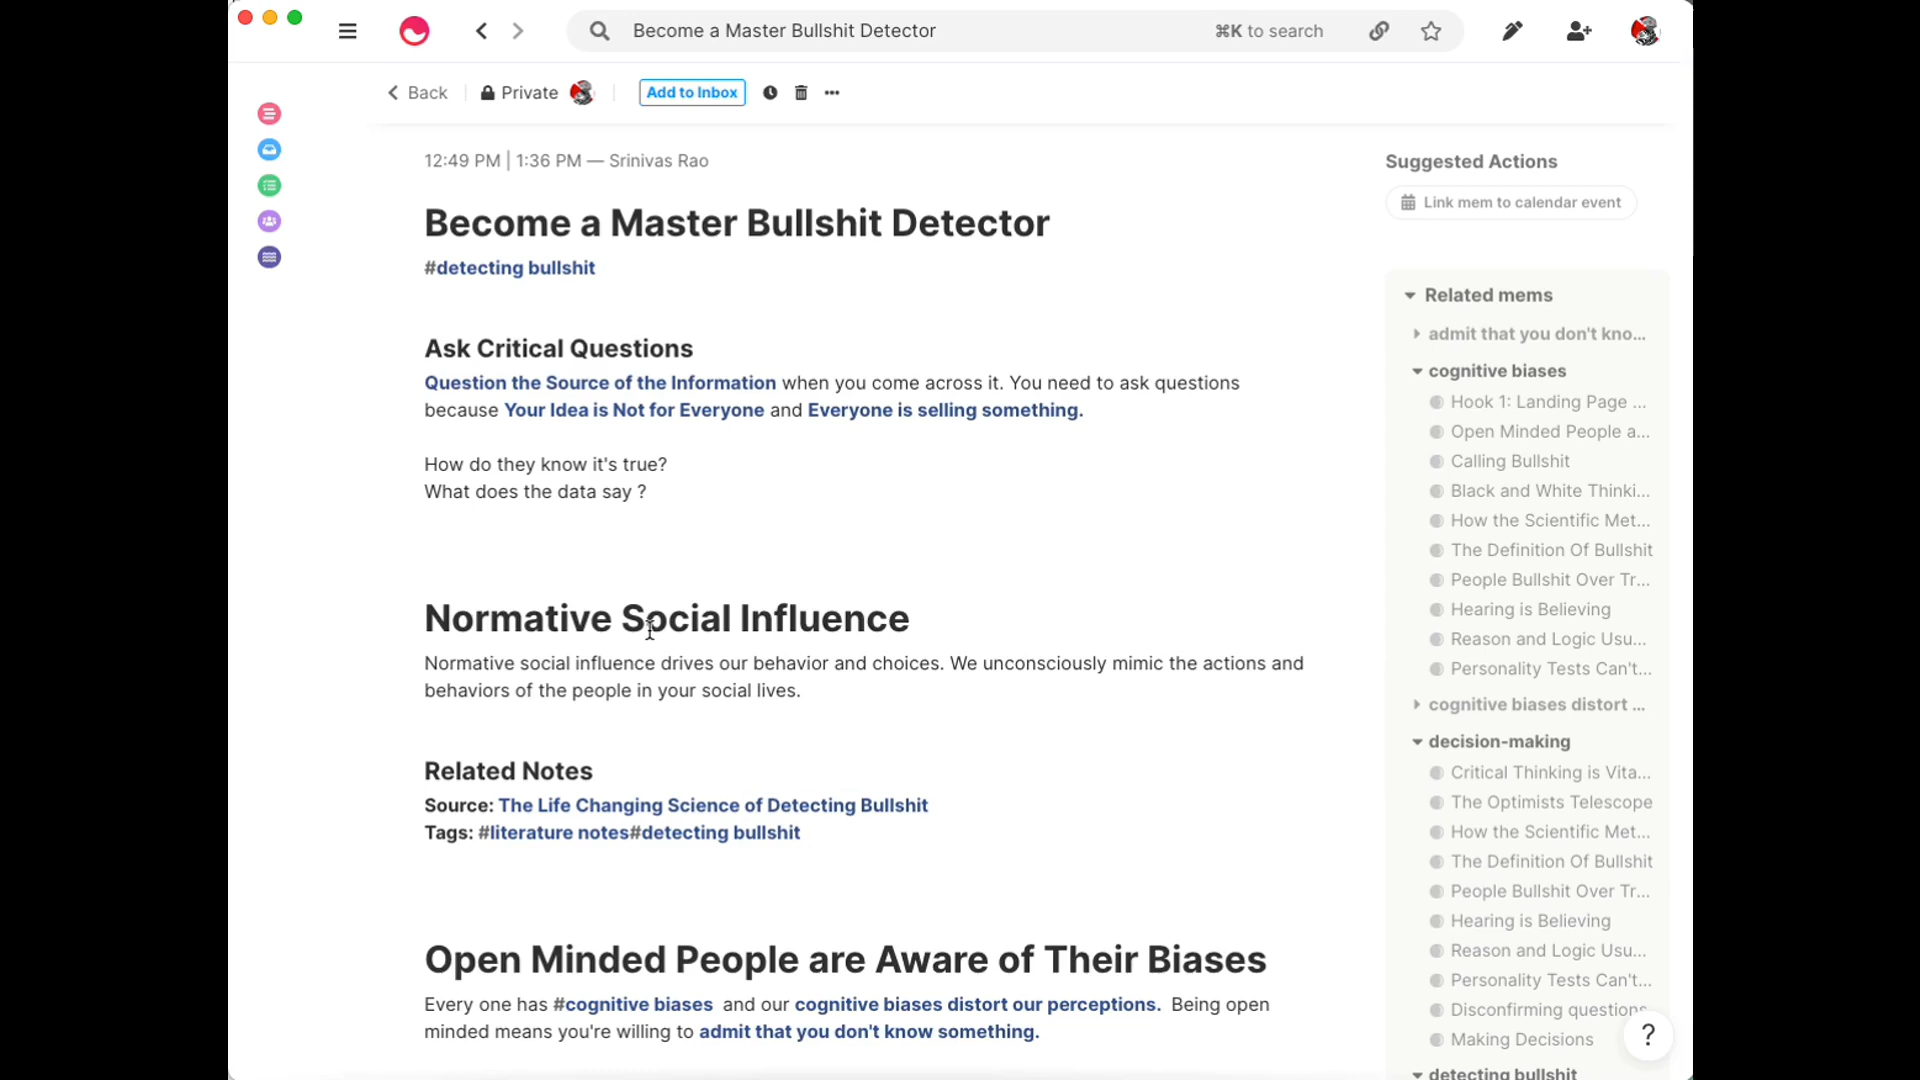 Become a Master Bullshit Detector
⌘K to search
Back
Private
Add to Inbox
12:49 PM | 1:36 PM — Srinivas Rao
Become a Master Bullshit Detector
#detecting bullshit
Ask Critical Questions
Question the Source of the Information when you come across it. You need to ask questions
because Your Idea is Not for Everyone and Everyone is selling something.
How do they know it's true?
What does the data say ?
Normative Social Influence
Normative social influence drives our behavior and choices. We unconsciously mimic the actions and
behaviors of the people in your social lives.
Related Notes
Source: The Life Changing Science of Detecting Bullshit
Tags: #literature notes#detecting bullshit
Open Minded People are Aware of Their Biases
Every one has #cognitive biases and our cognitive biases distort our perceptions. Being open
minded means you're willing to admit that you don't know something.
Suggested Actions
Link mem to calendar event
Related mems
admit that you don't kno...
cognitive biases
Hook 1: Landing Page ...
Open Minded People a...
Calling Bullshit
Black and White Thinki...
How the Scientific Met...
The Definition Of Bullshit
People Bullshit Over Tr...
Hearing is Believing
Reason and Logic Usu...
Personality Tests Can't...
cognitive biases distort ...
decision-making
Critical Thinking is Vita...
The Optimists Telescope
How the Scientific Met...
The Definition Of Bullshit
People Bullshit Over Tr...
Hearing is Believing
Reason and Logic Usu...
Personality Tests Can't...
Disconfirming questions
Making Decisions
detecting bullshit
?